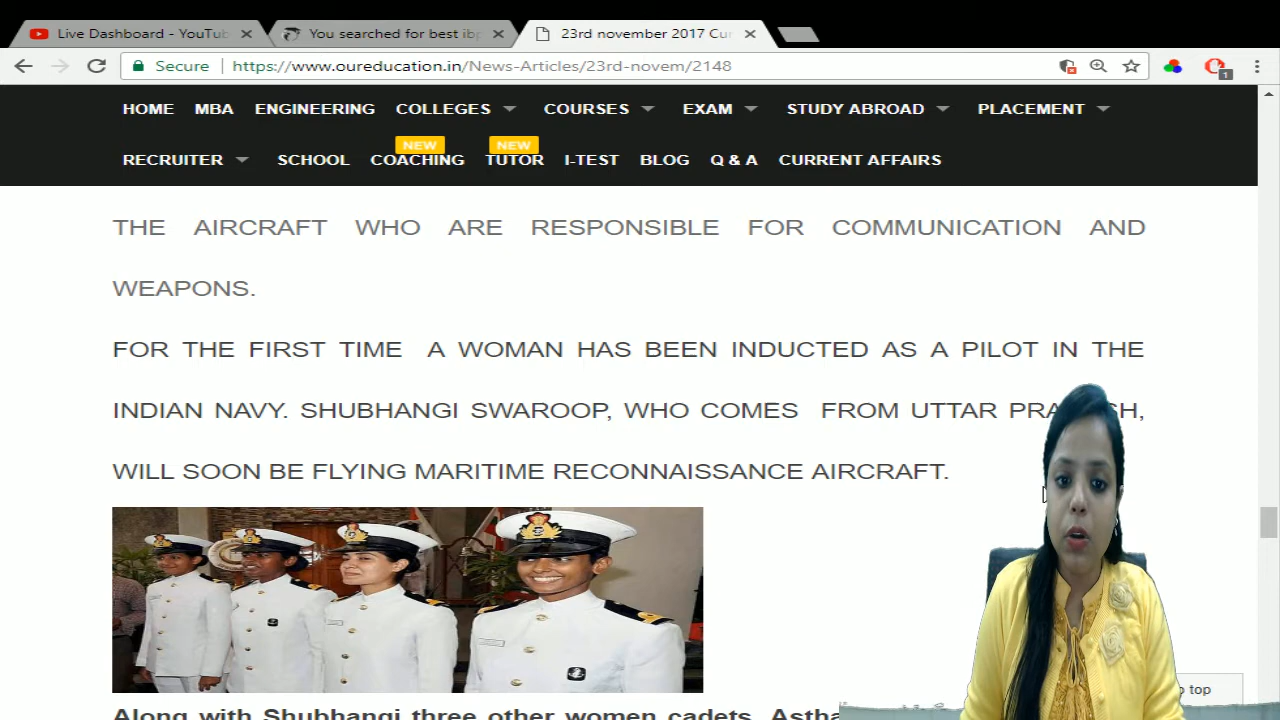 Live Dashboard - YouTub
You searched for best ibp
23rd november 2017 Cur
Secure
https://www.oureducation.in/News-Articles/23rd-novem/2148
1
HOME MBA ENGINEERING COLLEGES COURSES EXAM STUDY ABROAD PLACEMENT
NEW NEW
RECRUITER SCHOOL COACHING TUTOR I-TEST BLOG Q & A CURRENT AFFAIRS
THE AIRCRAFT WHO ARE RESPONSIBLE FOR COMMUNICATION AND
WEAPONS.
FOR THE FIRST TIME A WOMAN HAS BEEN INDUCTED AS A PILOT IN THE
INDIAN NAVY. SHUBHANGI SWAROOP, WHO COMES FROM UTTAR
WILL SOON BE FLYING MARITIME RECONNAISSANCE AIRCRAFT.
top
Along with Shubhangi three other women cadets,